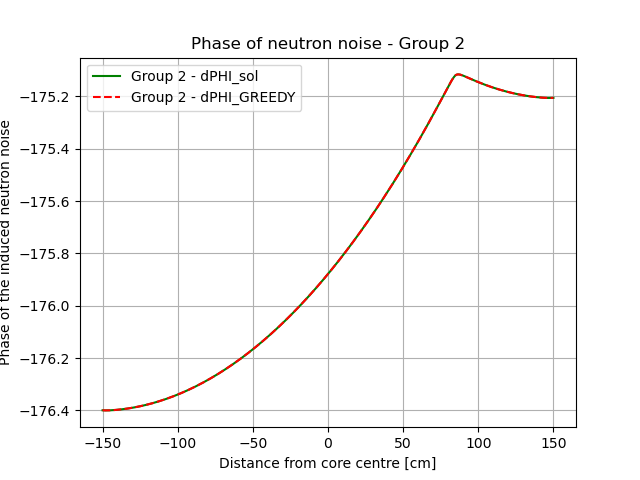 Phase of neutron noise - Group 2
Group 2 - dPHI_sol
Group 2 - dPHI_GREEDY
Phase of the induced neutron noise
−175.2
−175.4
−175.6
−175.8
−176.0
−176.2
−176.4
−150
−100
−50
0
50
100
150
Distance from core centre [cm]